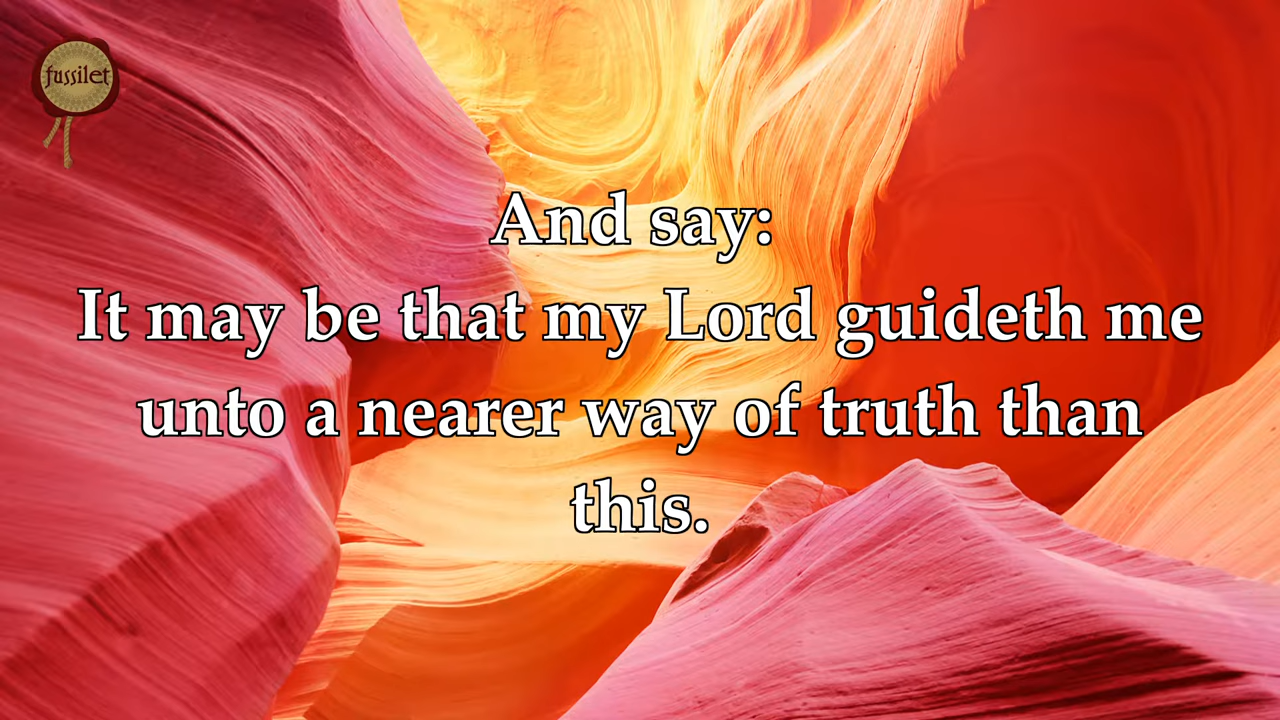 fussilet
And say:
It may be that my Lord guideth me
unto a nearer way of truth than
this.